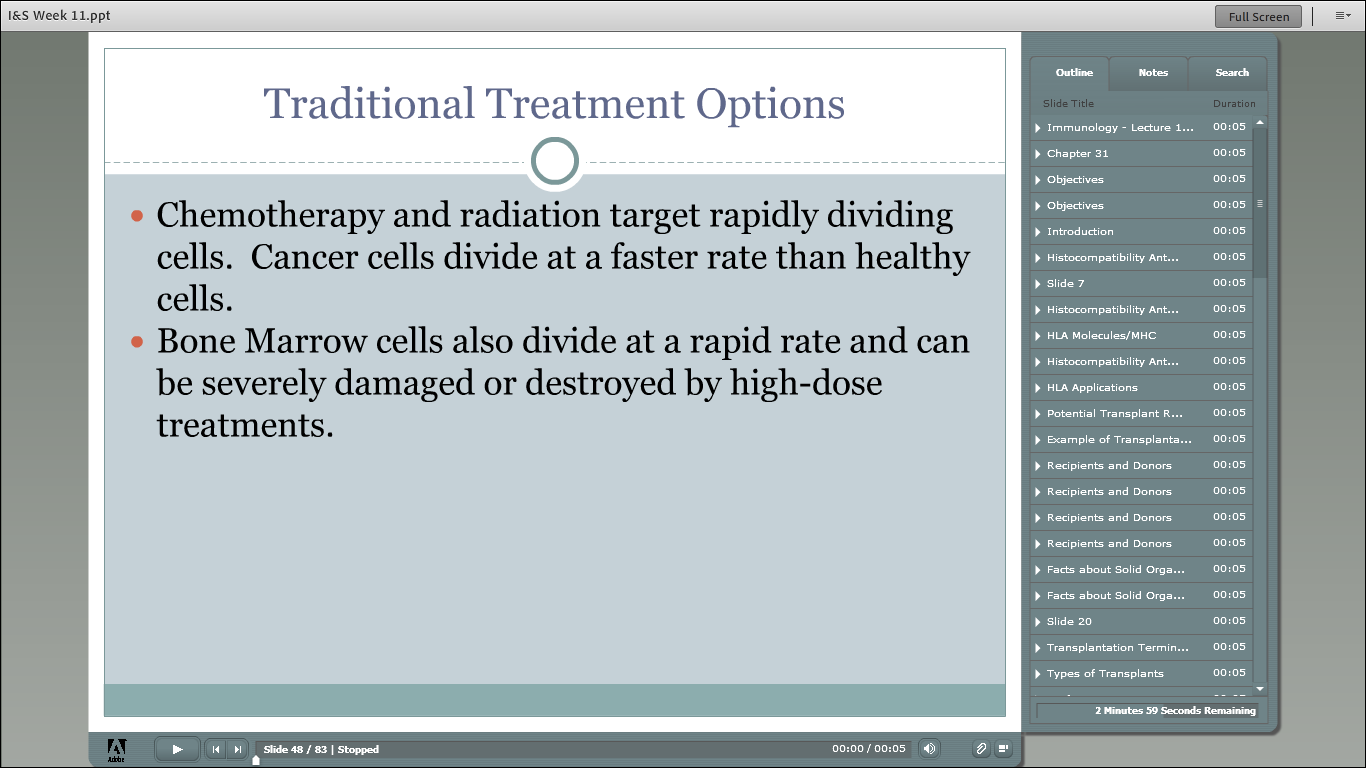 I&S Week 11.ppt
Full Screen
Traditional Treatment Options
Chemotherapy and radiation target rapidly dividing
cells.  Cancer cells divide at a faster rate than healthy
cells.
Bone Marrow cells also divide at a rapid rate and can
be severely damaged or destroyed by high-dose
treatments.
Outline Notes Search
Slide Title Duration
Immunology - Lecture 1... 00:05
Chapter 31 00:05
Objectives 00:05
Objectives 00:05
Introduction 00:05
Histocompatibility Ant... 00:05
Slide 7 00:05
Histocompatibility Ant... 00:05
HLA Molecules/MHC 00:05
Histocompatibility Ant... 00:05
HLA Applications 00:05
Potential Transplant R... 00:05
Example of Transplanta... 00:05
Recipients and Donors 00:05
Recipients and Donors 00:05
Recipients and Donors 00:05
Recipients and Donors 00:05
Facts about Solid Orga... 00:05
Facts about Solid Orga... 00:05
Slide 20 00:05
Transplantation Termin... 00:05
Types of Transplants 00:05
2 Minutes 59 Seconds Remaining
Adobe
Slide 48 / 83 | Stopped
00:00 / 00:05